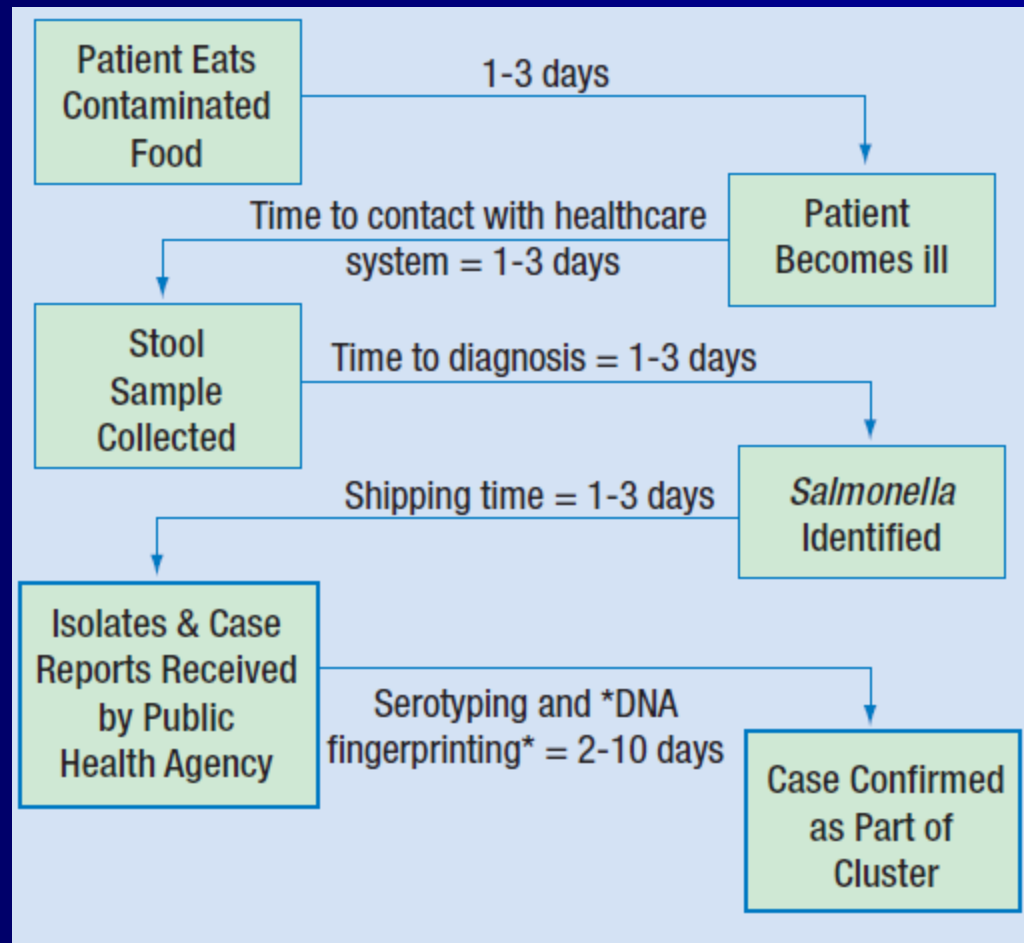 Patient Eats
Contaminated
Food
1-3 days
Patient
Becomes ill
Time to contact with healthcare
system = 1-3 days
Stool
Sample
Collected
Time to diagnosis = 1-3 days
Salmonella
Identified
Shipping time = 1-3 days
Isolates & Case
Reports Received
by Public
Health Agency
Serotyping and *DNA
fingerprinting* = 2-10 days
Case Confirmed
as Part of
Cluster